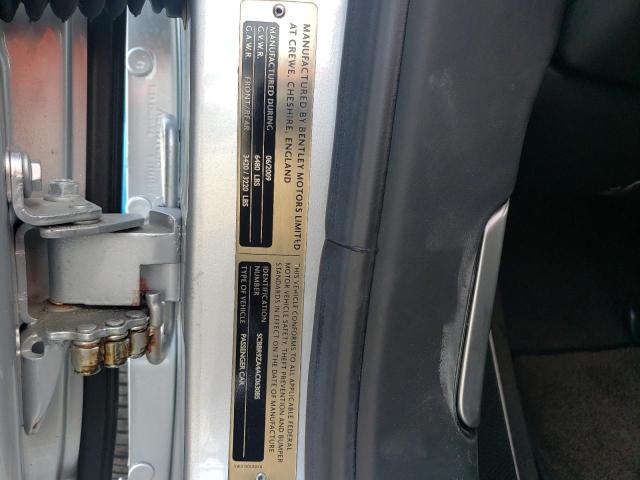 MANUFACTURED BY BENTLEY MOTORS LIMITED
AT CREWE, CHESHIRE, ENGLAND
MANUFACTURED DURING 06/2009
G.V.W.R. 6480 LBS
G.A.W.R. FRONT/REAR 3420 / 3220 LBS
THIS VEHICLE CONFORMS TO ALL APPLICABLE FEDERAL
MOTOR VEHICLE SAFETY, THEFT PREVENTION AND BUMPER
STANDARDS IN EFFECT ON THE DATE OF MANUFACTURE
IDENTIFICATION
NUMBER SCBBR9ZA4AC063085
TYPE OF VEHICLE PASSENGER CAR